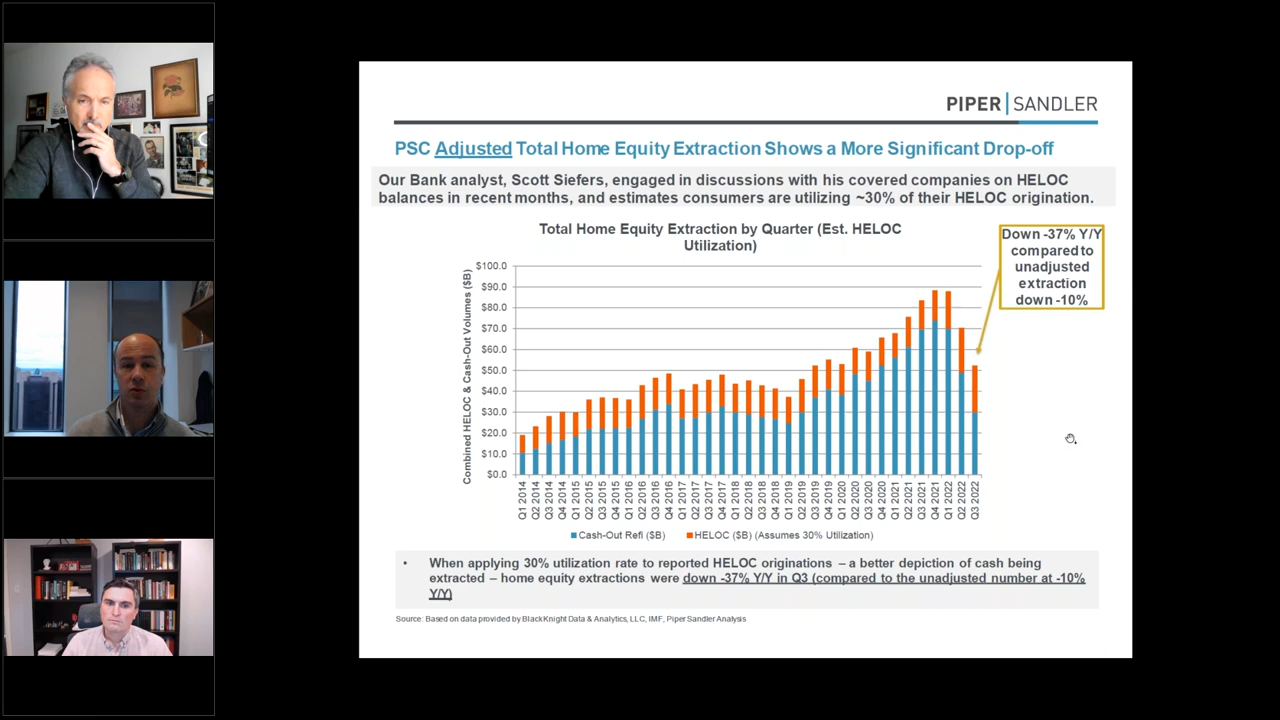 PIPER | SANDLER
PSC Adjusted Total Home Equity Extraction Shows a More Significant Drop-off
Our Bank analyst, Scott Siefers, engaged in discussions with his covered companies on HELOC
balances in recent months, and estimates consumers are utilizing ~30% of their HELOC origination.
Total Home Equity Extraction by Quarter (Est. HELOC
Utilization)
Down -37% Y/Y
compared to
unadjusted
extraction
down -10%
Combined HELOC & Cash-Out Volumes ($B)
$100.0
$90.0
$80.0
$70.0
$60.0
$50.0
$40.0
$30.0
$20.0
$10.0
$0.0
Q1 2014
Q2 2014
Q3 2014
Q4 2014
Q1 2015
Q2 2015
Q3 2015
Q4 2015
Q1 2016
Q2 2016
Q3 2016
Q4 2016
Q1 2017
Q2 2017
Q3 2017
Q4 2017
Q1 2018
Q2 2018
Q3 2018
Q4 2018
Q1 2019
Q2 2019
Q3 2019
Q4 2019
Q1 2020
Q2 2020
Q3 2020
Q4 2020
Q1 2021
Q2 2021
Q3 2021
Q4 2021
Q1 2022
Q2 2022
Q3 2022
Cash-Out Refi ($B)
HELOC ($B) (Assumes 30% Utilization)
• When applying 30% utilization rate to reported HELOC originations – a better depiction of cash being
extracted – home equity extractions were down -37% Y/Y in Q3 (compared to the unadjusted number at -10%
Y/Y)
Source: Based on data provided by BlackKnight Data & Analytics, LLC, IMF, Piper Sandler Analysis